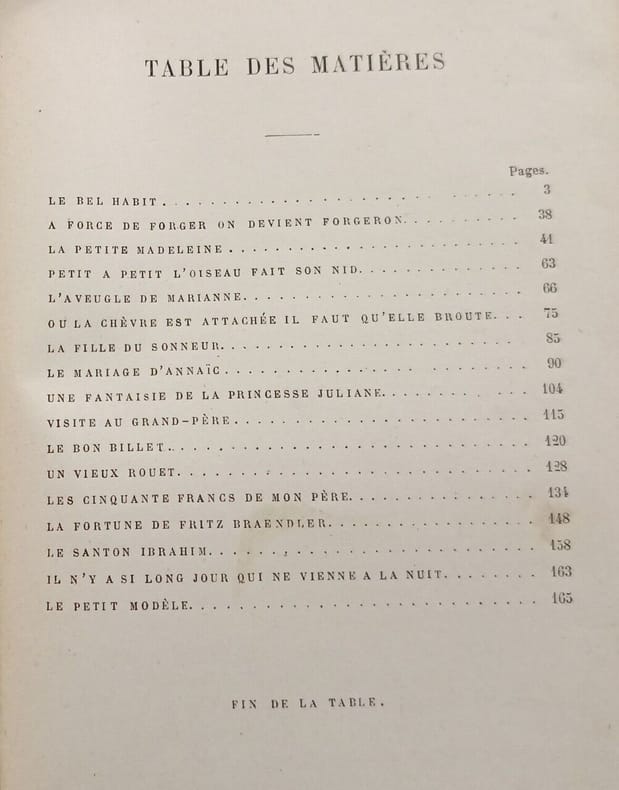 TABLE DES MATIÈRES
Pages.
LE BEL HABIT . . . . . . . . . . . . . . . . . . . . . . . . 3
A FORCE DE FORGER ON DEVIENT FORGERON. . . . . . . . . . 38
LA PETITE MADELEINE . . . . . . . . . . . . . . . . . . . . 41
PETIT A PETIT L'OISEAU FAIT SON NID. . . . . . . . . . . . . 63
L'AVEUGLE DE MARIANNE. . . . . . . . . . . . . . . . . . . 66
OU LA CHÈVRE EST ATTACHÉE IL FAUT QU'ELLE BROUTE. . . 75
LA FILLE DU SONNEUR. . . . . . . . . . . . . . . . . . . . . 85
LE MARIAGE D'ANNAÏC . . . . . . . . . . . . . . . . . . . . 90
UNE FANTAISIE DE LA PRINCESSE JULIANE. . . . . . . . . . . 104
VISITE AU GRAND-PÈRE. . . . . . . . . . . . . . . . . . . . 115
LE BON BILLET. . . . . . . . . . . . . . . . . . . . . . . . 120
UN VIEUX ROUET. . . . . . . . . . . . . . . . . . . . . . . 128
LES CINQUANTE FRANCS DE MON PÈRE. . . . . . . . . . . . . 134
LA FORTUNE DE FRITZ BRAENDLER. . . . . . . . . . . . . . . 148
LE SANTON IBRAHIM. . . . . . . . . . . . . . . . . . . . . . 158
IL N'Y A SI LONG JOUR QUI NE VIENNE A LA NUIT. . . . . . . . 163
LE PETIT MODÈLE. . . . . . . . . . . . . . . . . . . . . . . 165
FIN DE LA TABLE.